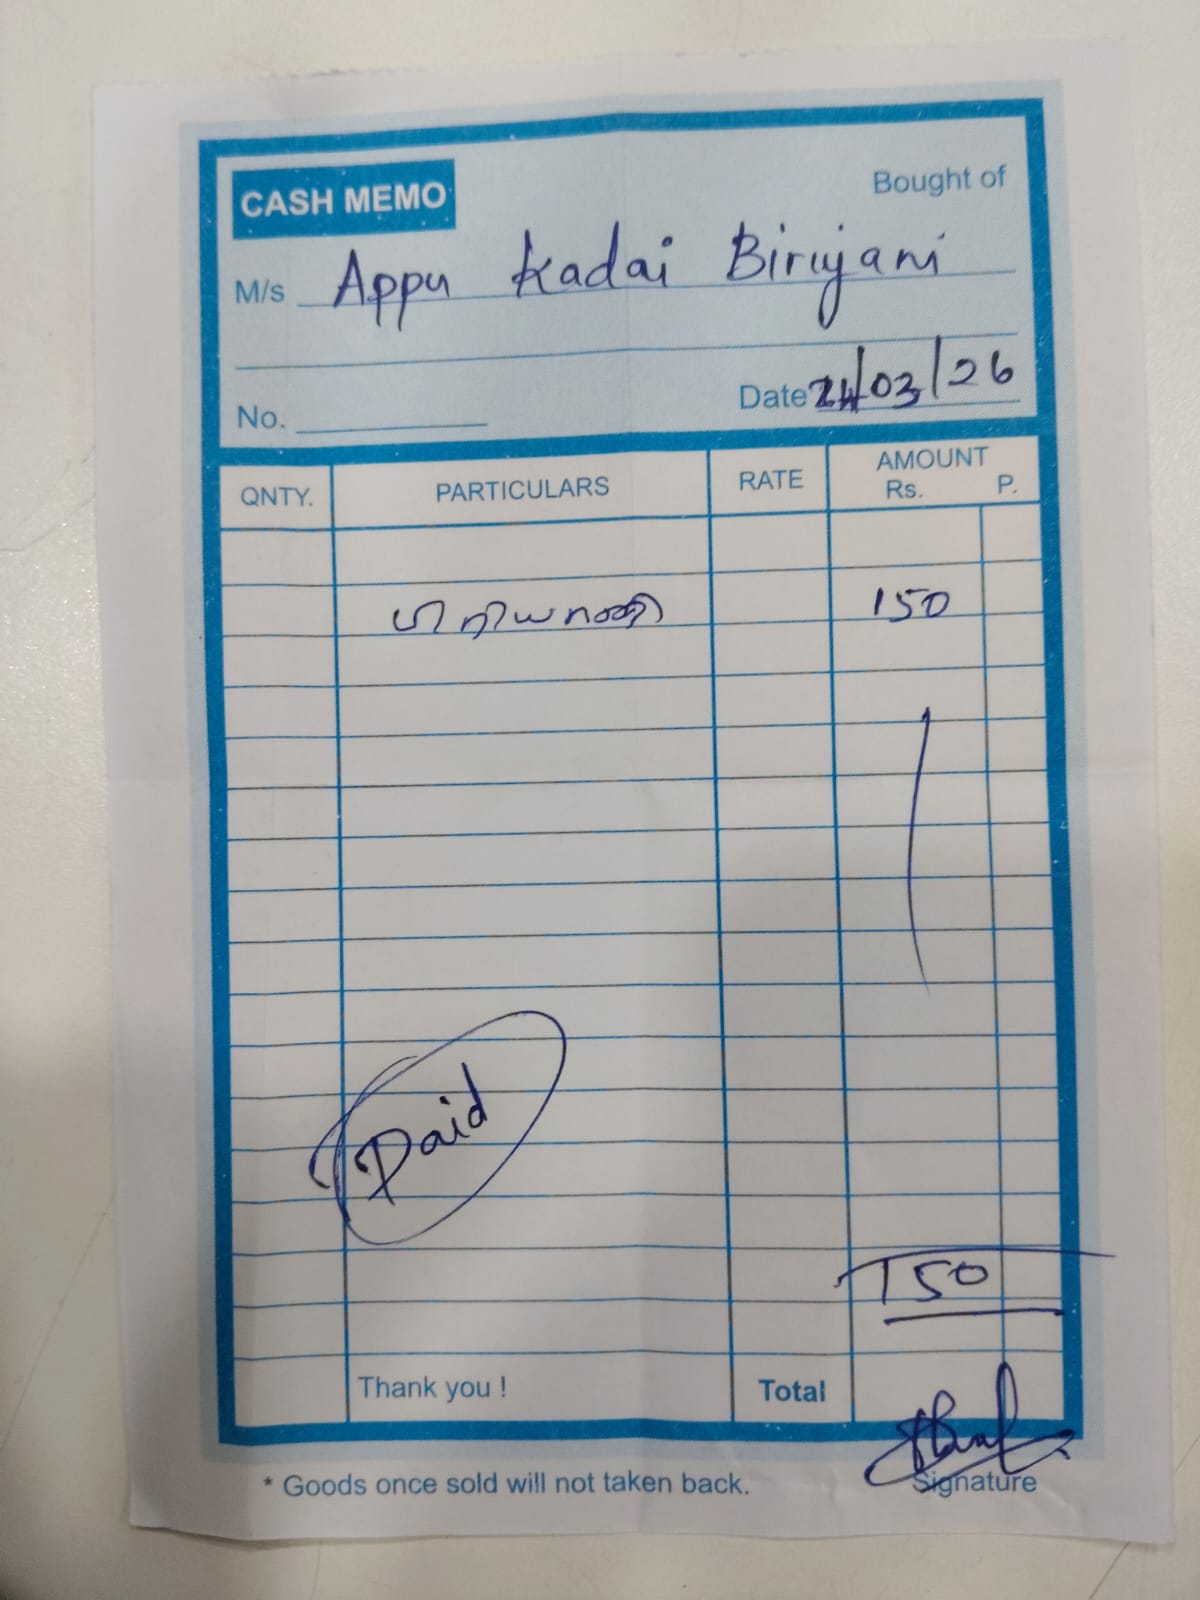 CASH MEMO
Bought of
M/s Appu Kadai Biriyani
No.
Date 24/03/26
QNTY. PARTICULARS RATE AMOUNT
Rs. P.
பிரியாணி 150
Paid
150
Thank you ! Total
* Goods once sold will not taken back.
Signature